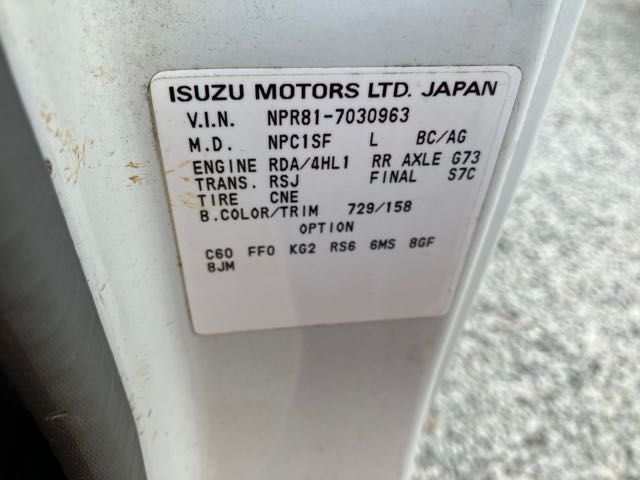 ISUZU MOTORS LTD. JAPAN
V.I.N. NPR81-7030963
M.D. NPC1SF L BC/AG
ENGINE RDA/4HL1 RR AXLE G73
TRANS. RSJ FINAL S7C
TIRE CNE
B.COLOR/TRIM 729/158
OPTION
C60 FF0 KG2 RS6 6MS 8GF
8JM